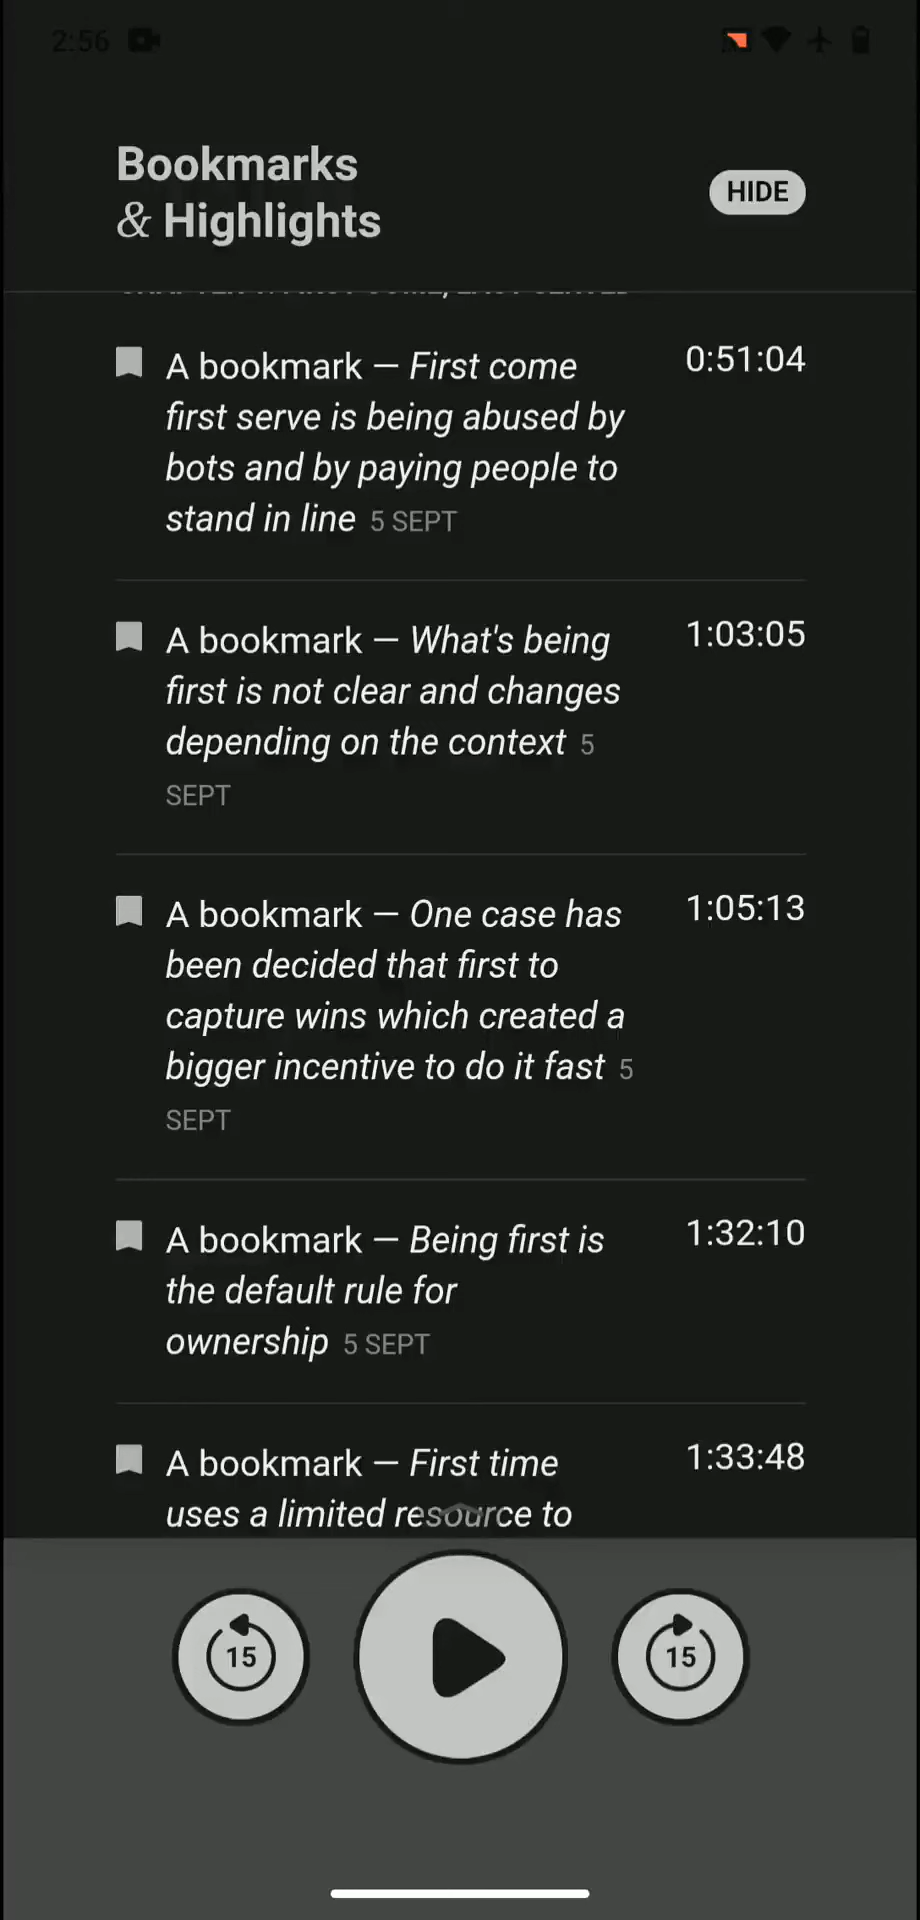 2:56
Bookmarks
& Highlights
HIDE
A bookmark — First come
0:51:04
first serve is being abused by
bots and by paying people to
stand in line 5 SEPT
A bookmark — What's being
1:03:05
first is not clear and changes
depending on the context 5
SEPT
A bookmark — One case has
1:05:13
been decided that first to
capture wins which created a
bigger incentive to do it fast 5
SEPT
A bookmark — Being first is
1:32:10
the default rule for
ownership 5 SEPT
A bookmark — First time
1:33:48
uses a limited resource to
15
15